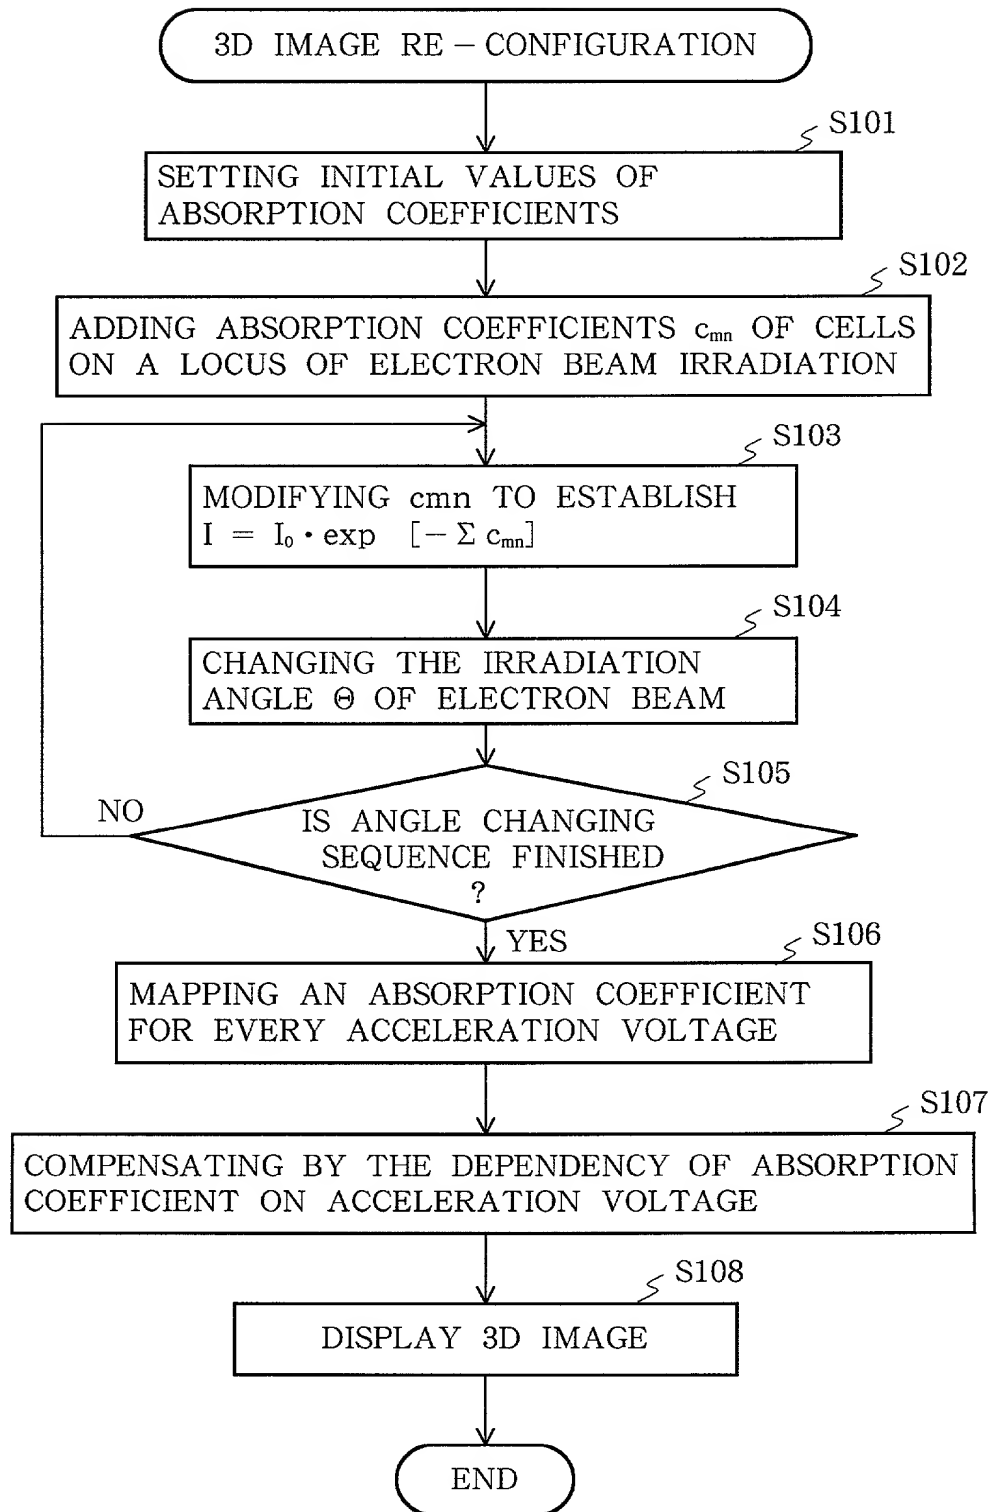 3D IMAGE RE－CONFIGURATION
S101
SETTING INITIAL VALUES OF
ABSORPTION COEFFICIENTS
S102
ADDING ABSORPTION COEFFICIENTS cmn OF CELLS
ON A LOCUS OF ELECTRON BEAM IRRADIATION
S103
MODIFYING cmn TO ESTABLISH
I = I₀・exp [－Σ cmn]
S104
CHANGING THE IRRADIATION
ANGLE Θ OF ELECTRON BEAM
S105
NO
IS ANGLE CHANGING
SEQUENCE FINISHED
?
YES
S106
MAPPING AN ABSORPTION COEFFICIENT
FOR EVERY ACCELERATION VOLTAGE
S107
COMPENSATING BY THE DEPENDENCY OF ABSORPTION
COEFFICIENT ON ACCELERATION VOLTAGE
S108
DISPLAY 3D IMAGE
END